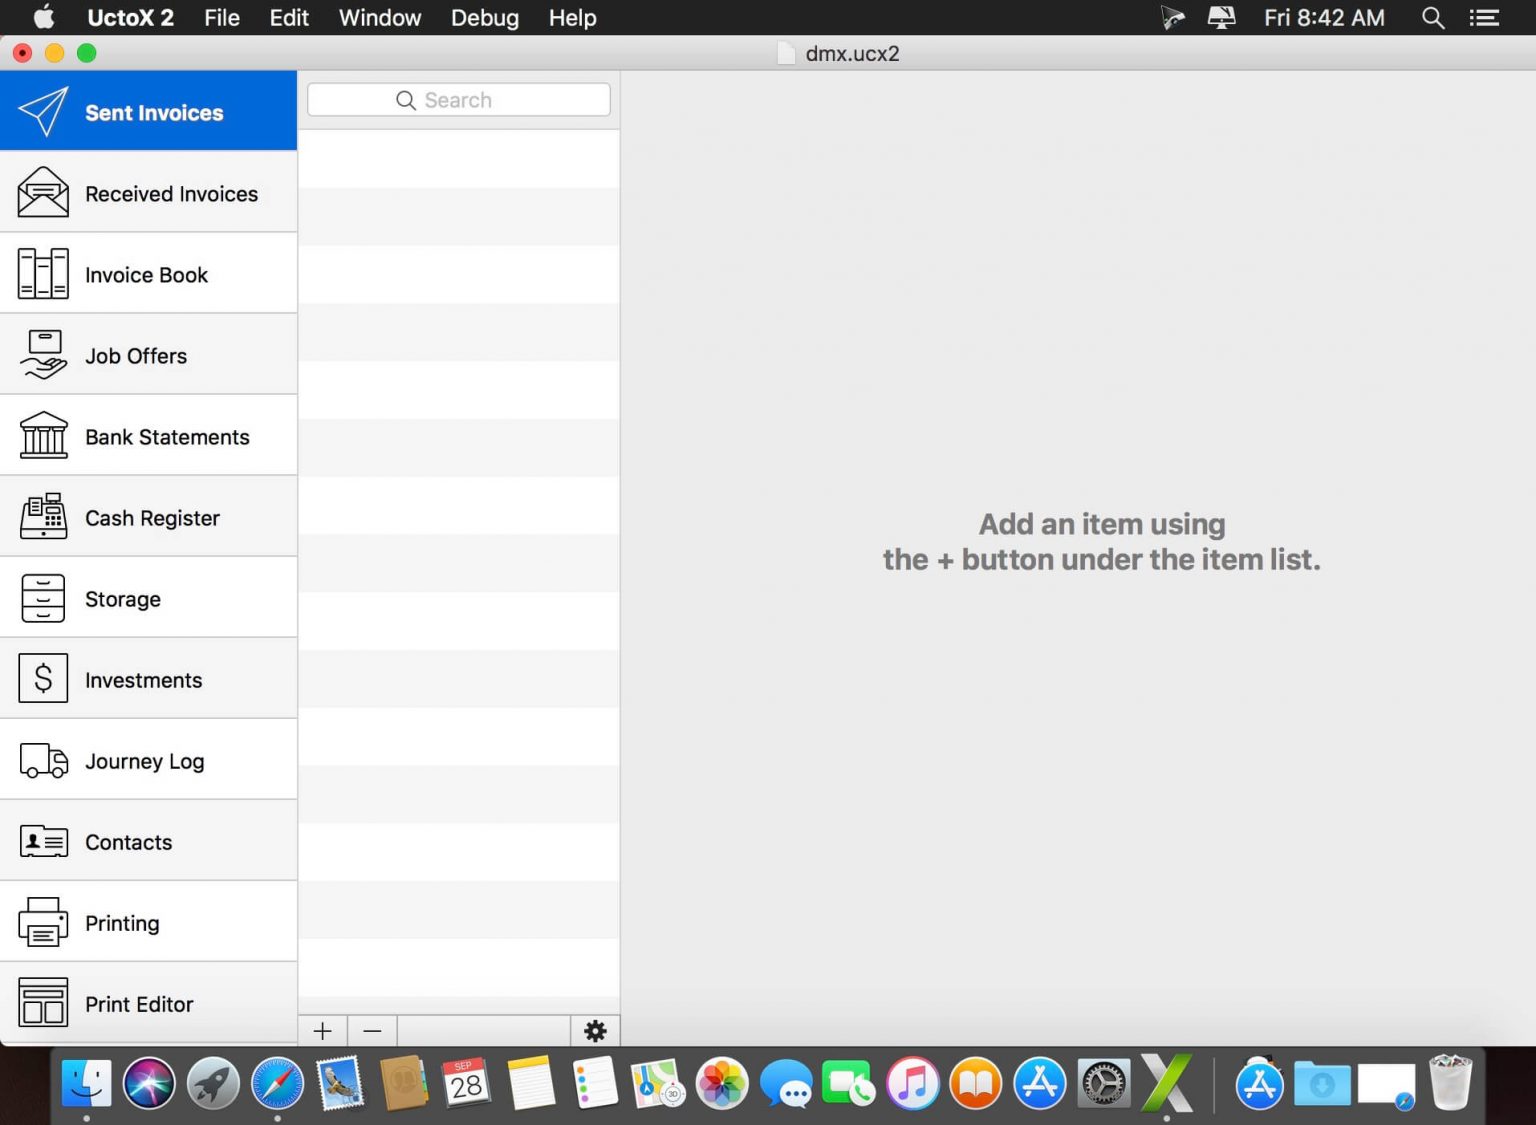 UctoX 2 File Edit Window Debug Help Fri 8:42 AM
dmx.ucx2
Sent Invoices
Search
Received Invoices
Invoice Book
Job Offers
Bank Statements
Cash Register
Add an item using
the + button under the item list.
Storage
$
Investments
Journey Log
Contacts
Printing
Print Editor
+ −
SEP
28
3D